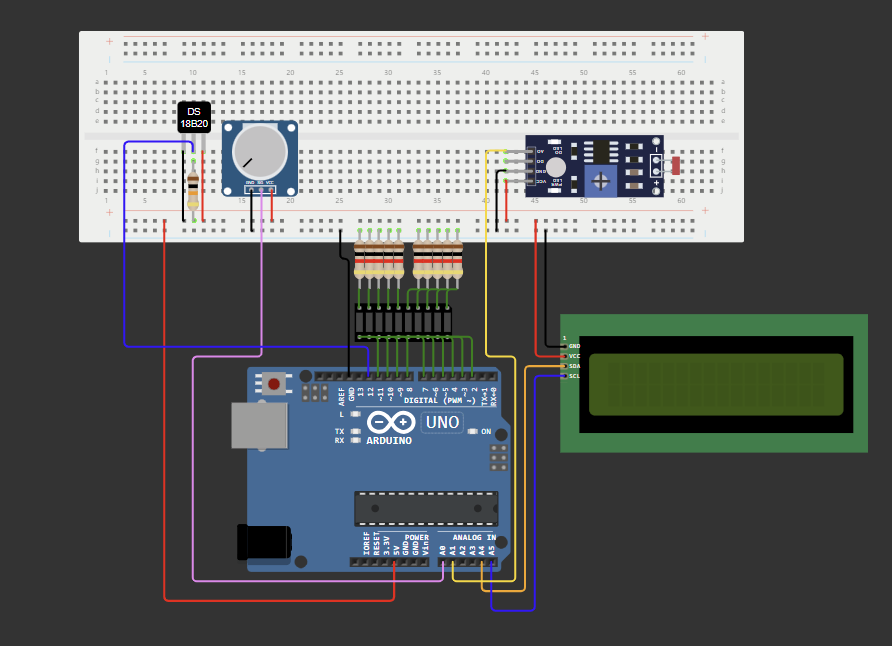 1 5 10 15 20 25 30 35 40 45 50 55 60
a
b
c
d
e
DS
18B20
f
g
h
i
j
GND SIG VCC
AO
DO
GND
VCC
DO
LED
PWR
LED
1 5 10 15 20 25 30 35 40 45 50 55 60
1
GND
VCC
SDA
SCL
AREF
GND
13
12
~11
~10
~9
8
7
~6
~5
4
~3
2
TX→1
RX←0
DIGITAL (PWM ~)
L
TX
RX
UNO
ON
ARDUINO
IOREF
RESET
3.3V
5V
GND
GND
Vin
POWER
ANALOG IN
A0
A1
A2
A3
A4
A5